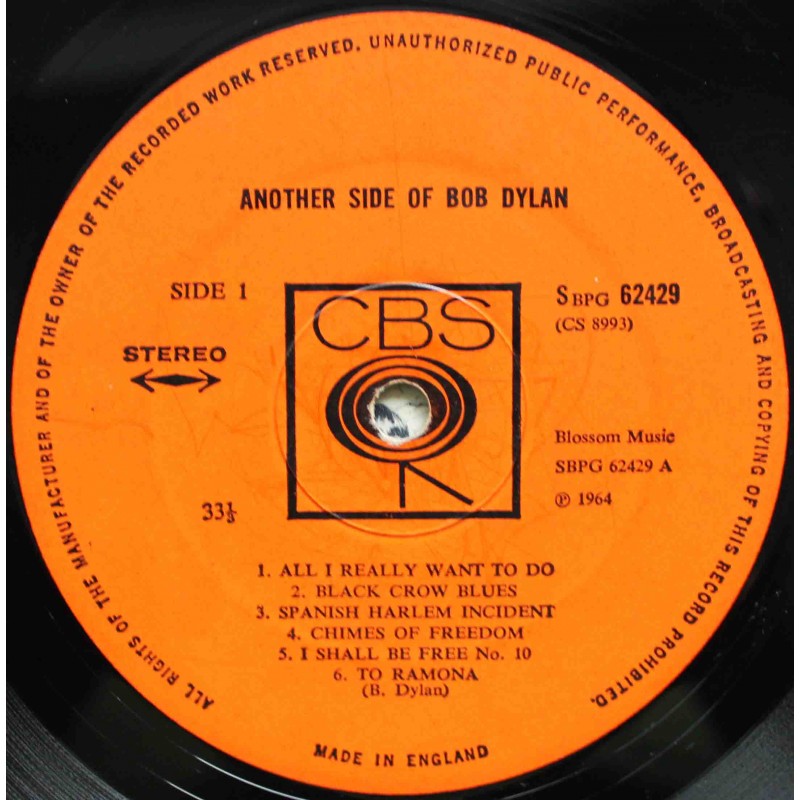 ALL RIGHTS OF THE MANUFACTURER AND OF THE OWNER OF THE RECORDED WORK RESERVED. UNAUTHORIZED PUBLIC PERFORMANCE, BROADCASTING AND COPYING OF THIS RECORD PROHIBITED.
ANOTHER SIDE OF BOB DYLAN
SIDE 1
SBPG 62429
(CS 8993)
CBS
STEREO
Blossom Music
SBPG 62429 A
℗ 1964
33⅓
1. ALL I REALLY WANT TO DO
2. BLACK CROW BLUES
3. SPANISH HARLEM INCIDENT
4. CHIMES OF FREEDOM
5. I SHALL BE FREE No. 10
6. TO RAMONA
(B. Dylan)
MADE IN ENGLAND